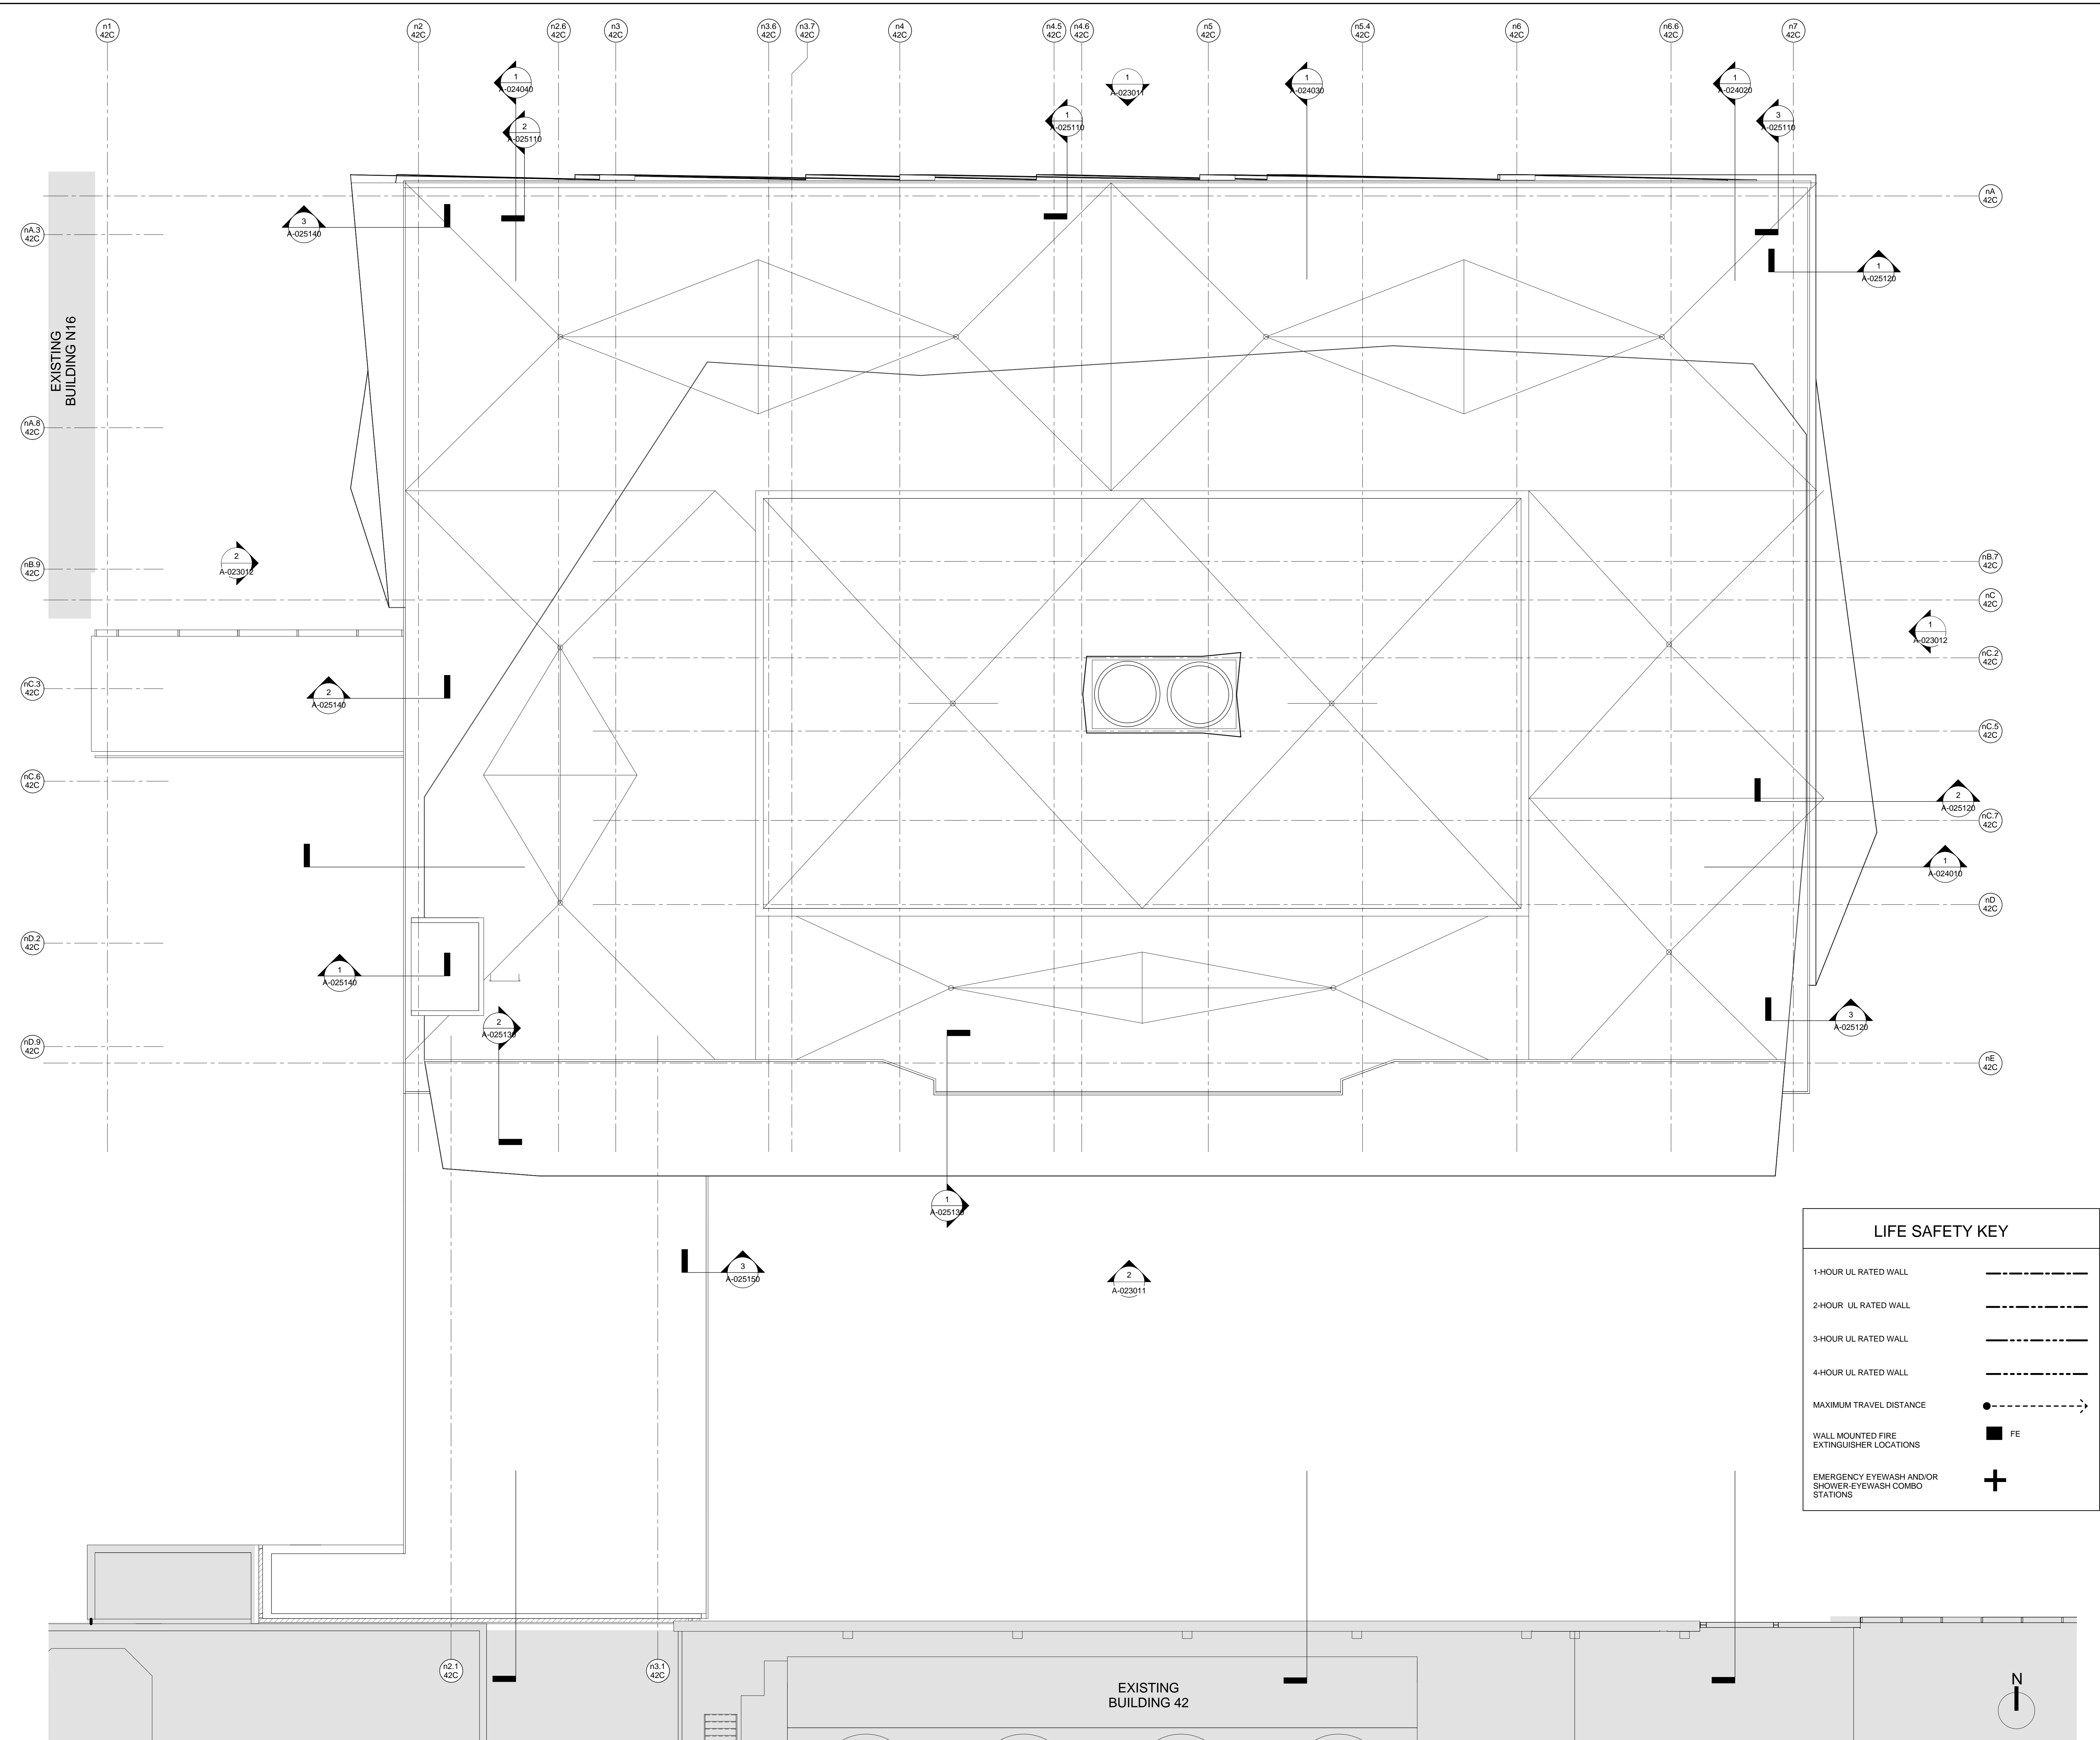 n1
42C
n2
42C
n2.6
42C
n3
42C
n3.6
42C
n3.7
42C
n4
42C
n4.5
42C
n4.6
42C
n5
42C
n5.4
42C
n6
42C
n6.6
42C
n7
42C
1
A-024040
2
A-025110
1
A-025110
1
A-023011
1
A-024030
1
A-024020
3
A-025110
nA
42C
nA.3
42C
3
A-025140
1
A-025120
EXISTING
BUILDING N16
nA.8
42C
nB.9
42C
2
A-023012
nB.7
42C
nC
42C
1
A-023012
nC.2
42C
nC.3
42C
2
A-025140
nC.5
42C
nC.6
42C
2
A-025120
nC.7
42C
1
A-024010
nD
42C
nD.2
42C
1
A-025140
2
A-025130
3
A-025120
nD.9
42C
nE
42C
1
A-025130
3
A-025150
2
A-023011
LIFE SAFETY KEY
1-HOUR UL RATED WALL
2-HOUR UL RATED WALL
3-HOUR UL RATED WALL
4-HOUR UL RATED WALL
MAXIMUM TRAVEL DISTANCE
WALL MOUNTED FIRE
EXTINGUISHER LOCATIONS
FE
EMERGENCY EYEWASH AND/OR
SHOWER-EYEWASH COMBO
STATIONS
n2.1
42C
n3.1
42C
EXISTING
BUILDING 42
N